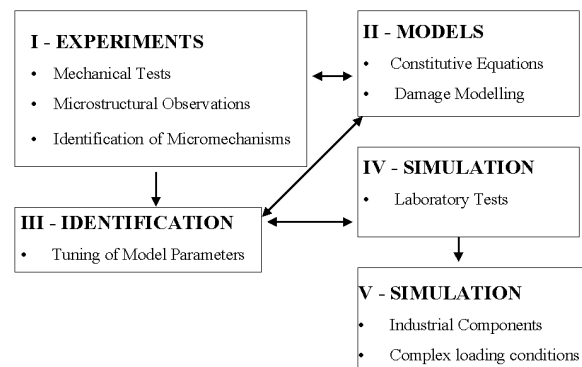 I - EXPERIMENTS
• Mechanical Tests
• Microstructural Observations
• Identification of Micromechanisms
II - MODELS
• Constitutive Equations
• Damage Modelling
III - IDENTIFICATION
• Tuning of Model Parameters
IV - SIMULATION
• Laboratory Tests
V - SIMULATION
• Industrial Components
• Complex loading conditions